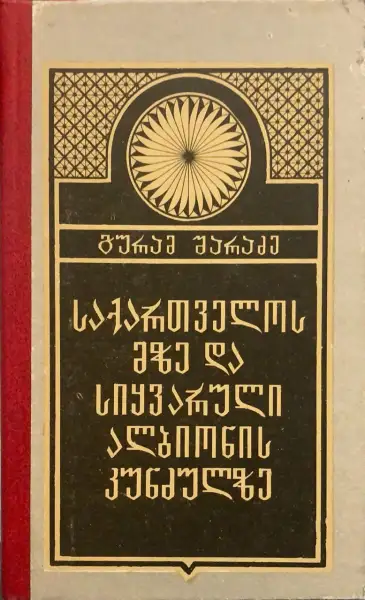 გურამ შარაძე
საქართველოს
მზე და
სიყვარული
ალბიონის
კუნძულზე